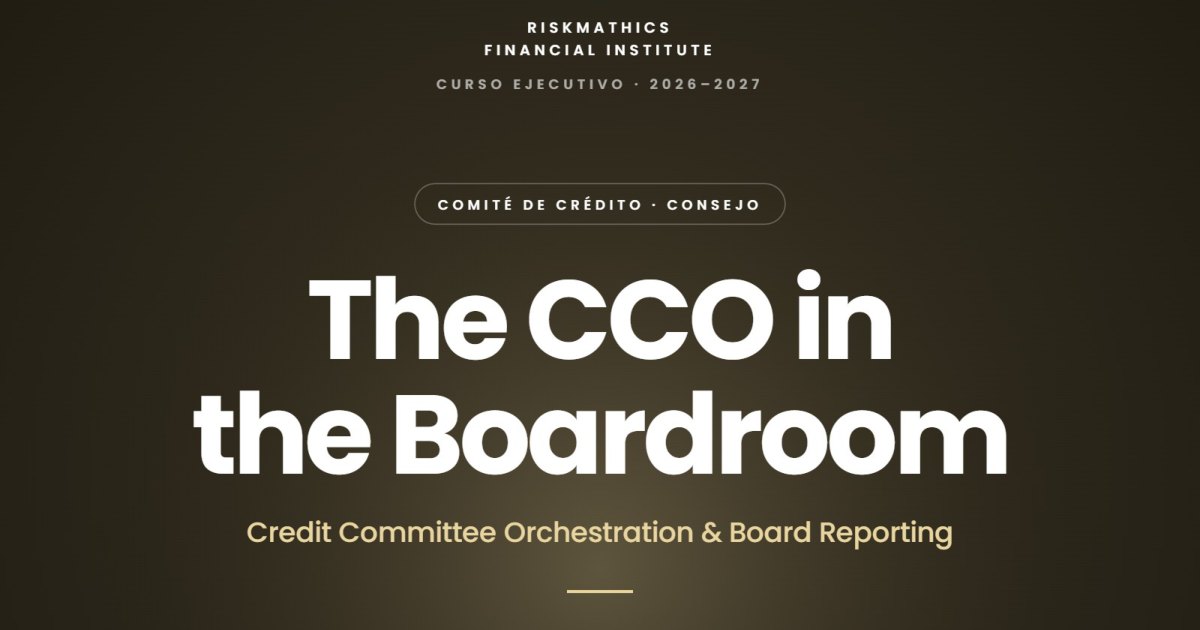 RISKMATHICS
FINANCIAL INSTITUTE
CURSO EJECUTIVO · 2026–2027
COMITÉ DE CRÉDITO · CONSEJO
The CCO in
the Boardroom
Credit Committee Orchestration & Board Reporting